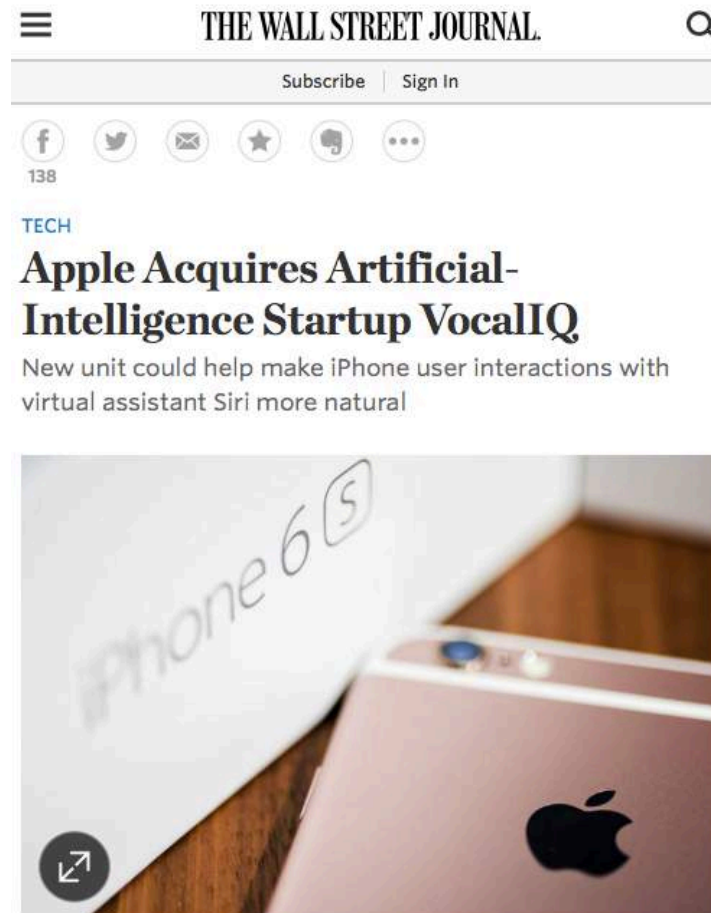 THE WALL STREET JOURNAL.
Subscribe | Sign In
138
TECH
Apple Acquires Artificial-
Intelligence Startup VocalIQ
New unit could help make iPhone user interactions with
virtual assistant Siri more natural
iPhone 6s